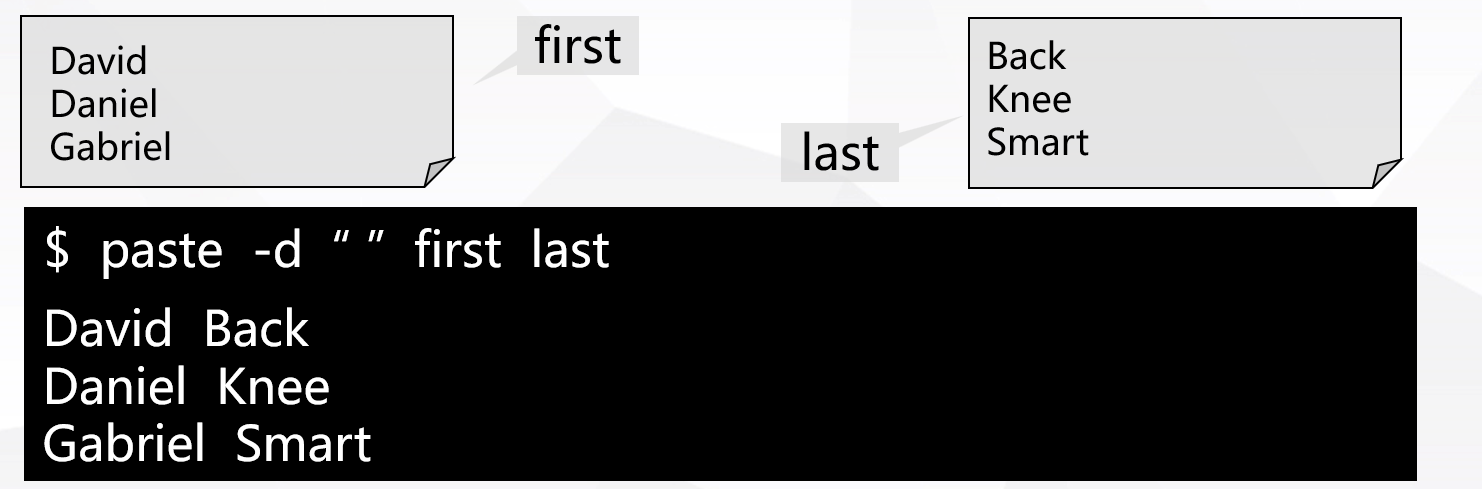 David
Daniel
Gabriel
first
last
Back
Knee
Smart
$ paste -d “ ” first last
David Back
Daniel Knee
Gabriel Smart